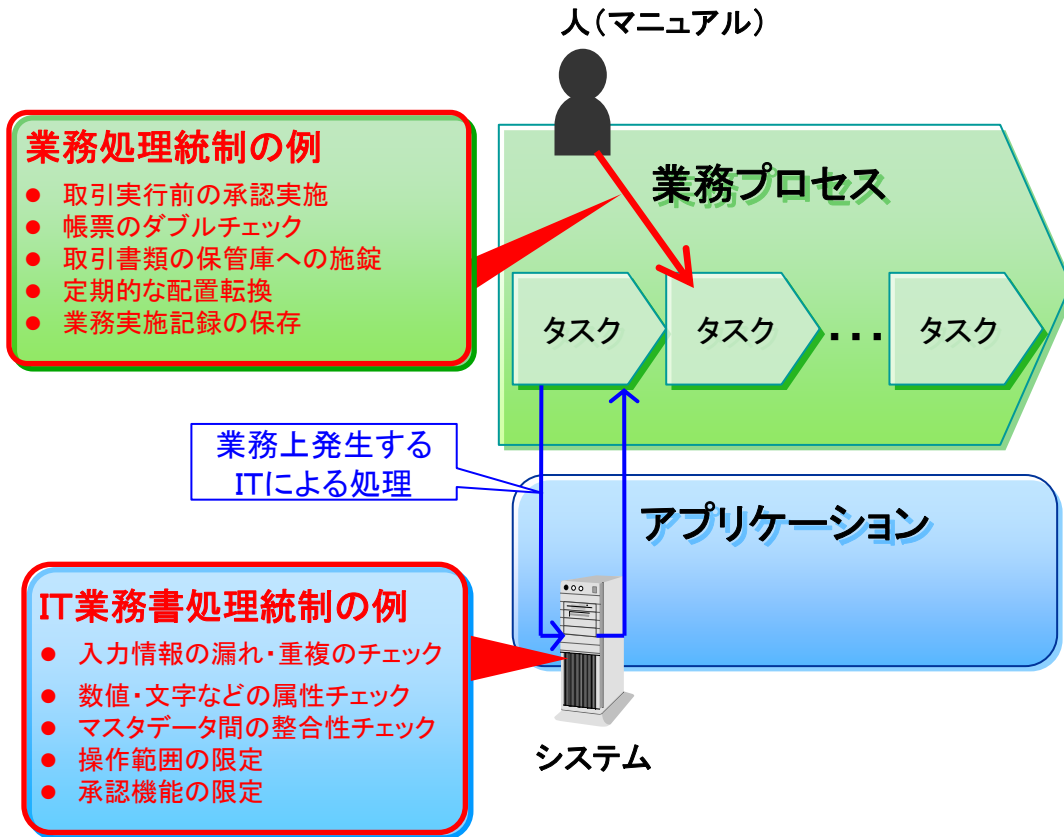 人(マニュアル)
業務処理統制の例
● 取引実行前の承認実施
● 帳票のダブルチェック
● 取引書類の保管庫への施錠
● 定期的な配置転換
● 業務実施記録の保存
業務プロセス
タスク
タスク
・・・
タスク
業務上発生する
ITによる処理
アプリケーション
IT業務書処理統制の例
● 入力情報の漏れ・重複のチェック
● 数値・文字などの属性チェック
● マスタデータ間の整合性チェック
● 操作範囲の限定
● 承認機能の限定
システム